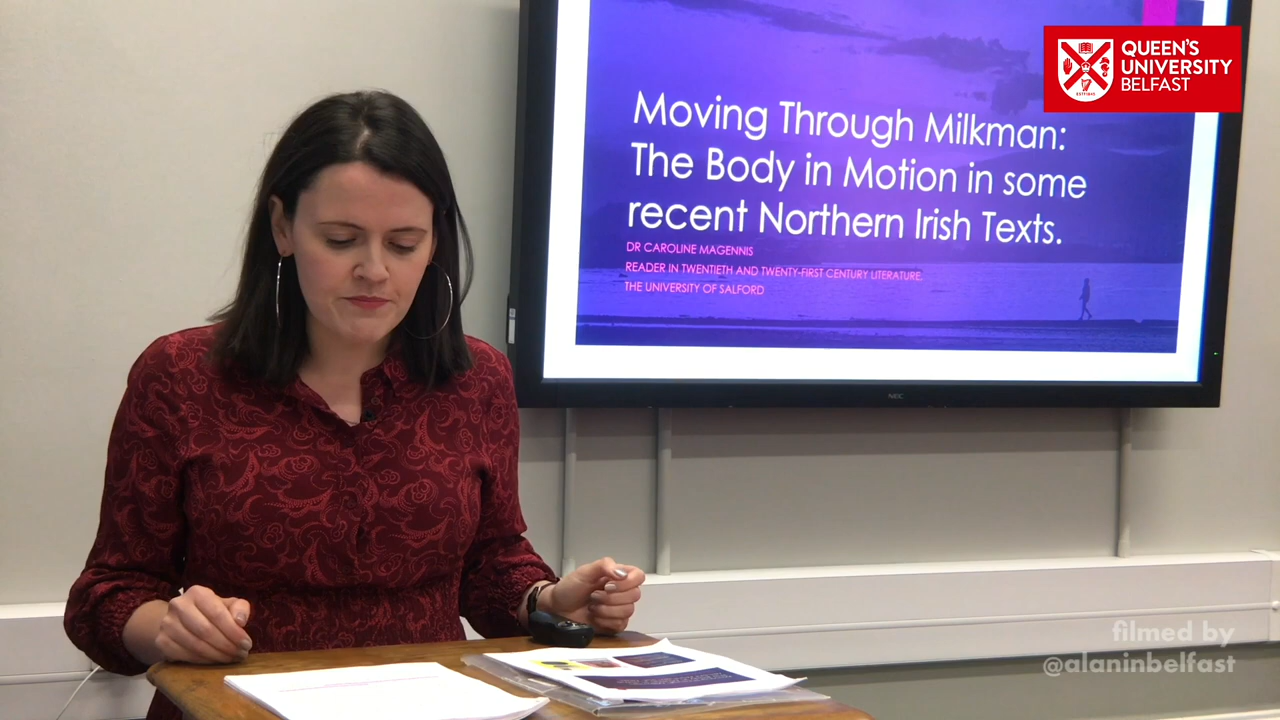 QUEEN'S
UNIVERSITY
BELFAST
Moving Through Milkman:
The Body in Motion in some
recent Northern Irish Texts.
DR CAROLINE MAGENNIS
READER IN TWENTIETH AND TWENTY-FIRST CENTURY LITERATURE,
THE UNIVERSITY OF SALFORD
NEC
filmed by
@alaninbelfast